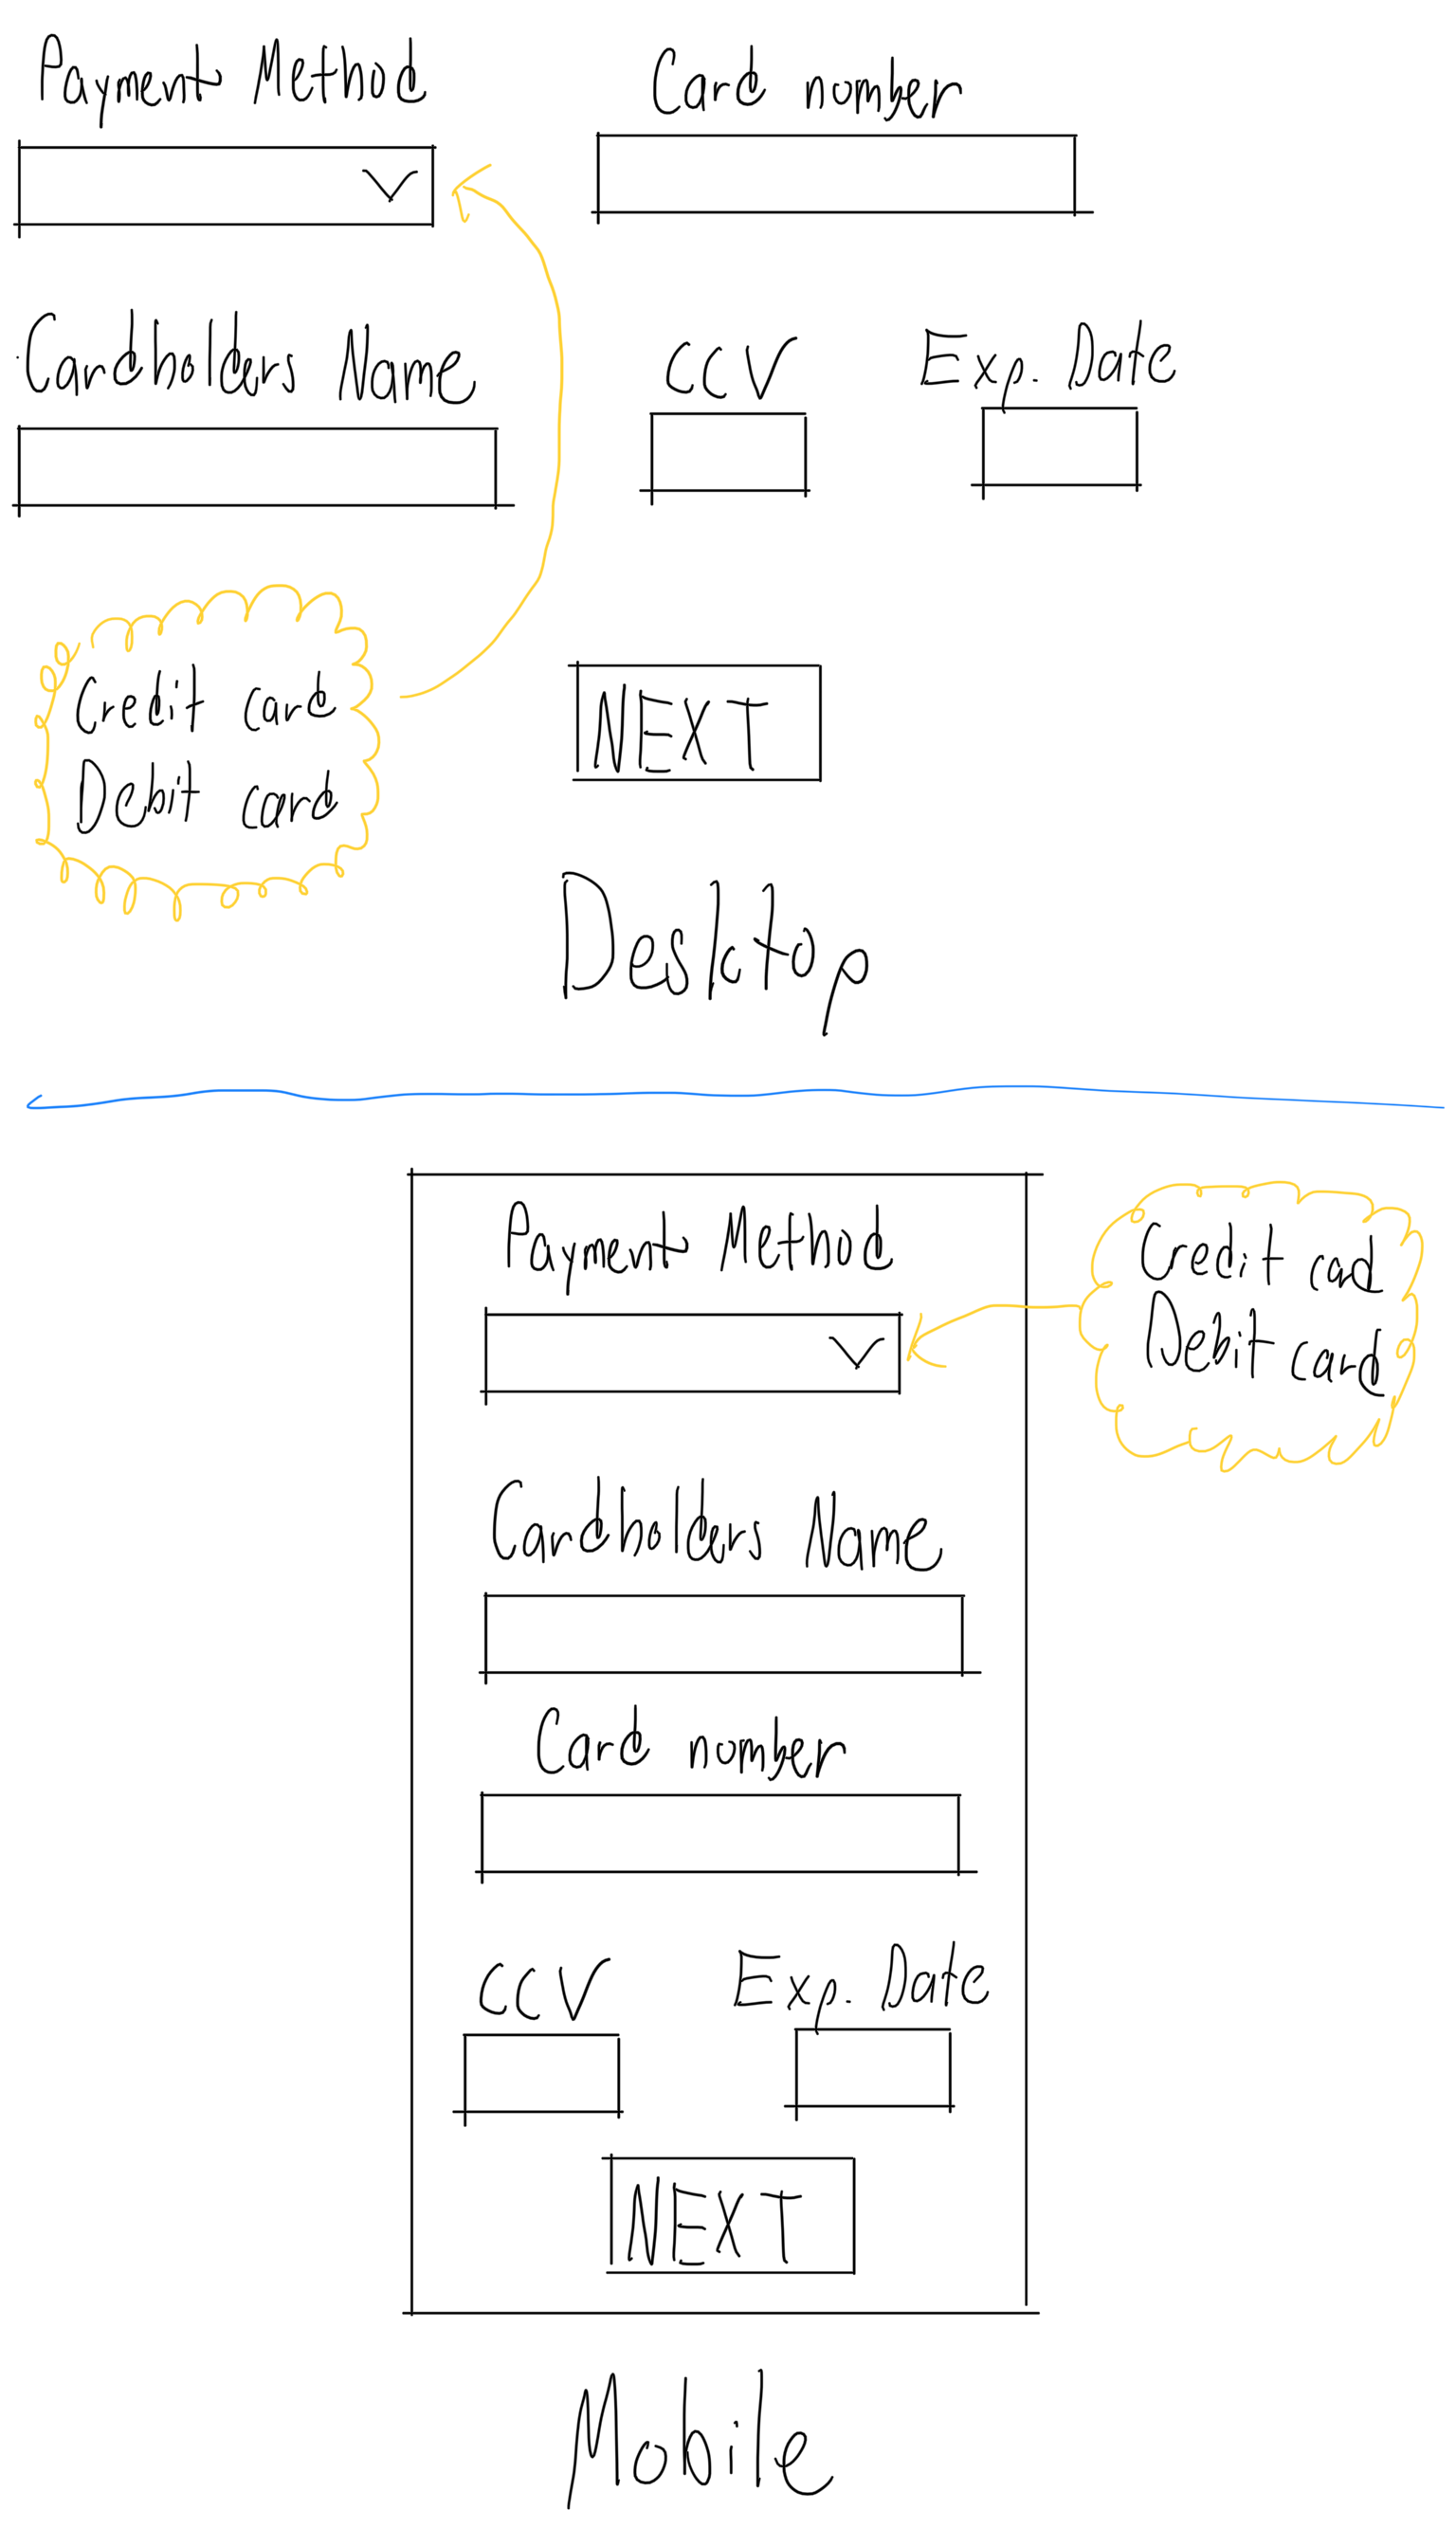 Payment Method
Card number
Cardholders Name
CCV
Exp. Date
Credit card
Debit card
NEXT
Desktop
Payment Method
Credit cad
Debit card
Cardholders Name
Card number
CCV
Exp. Date
NEXT
Mobile